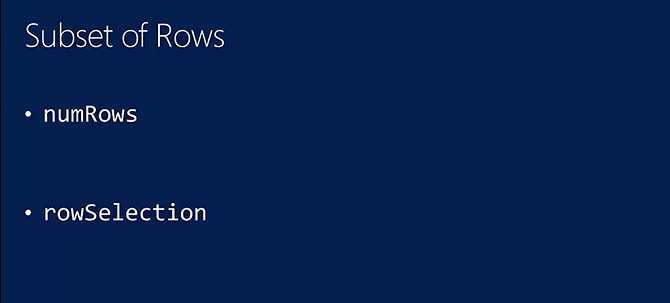 Subset of Rows
• numRows
• rowSelection